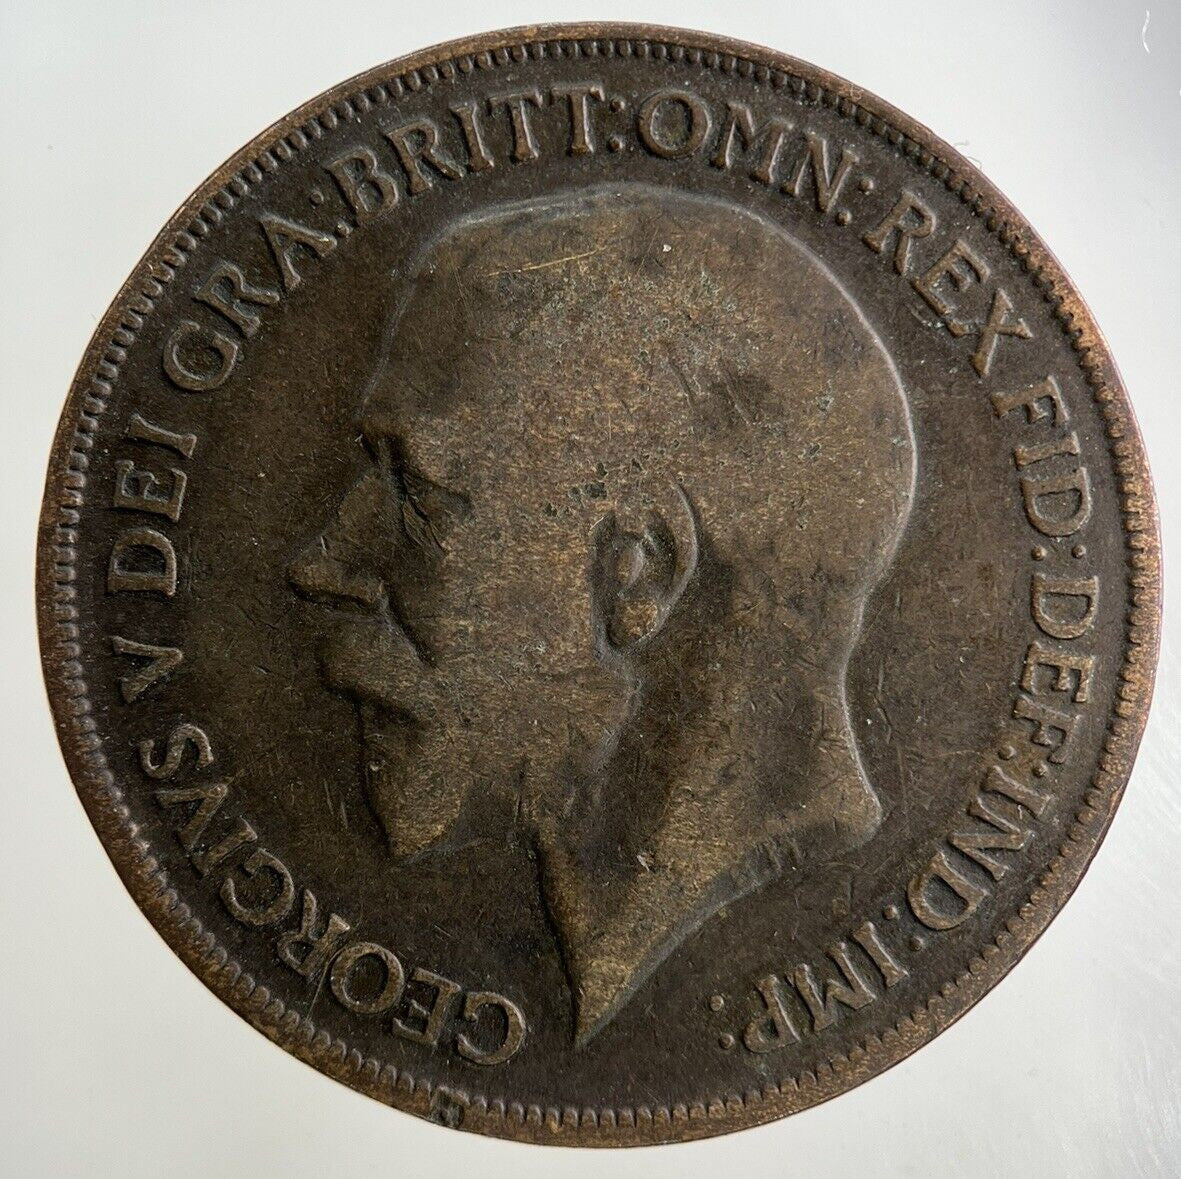 GEORGIVS V DEI GRA:BRITT:OMN:REX FID:DEF:IND:IMP: